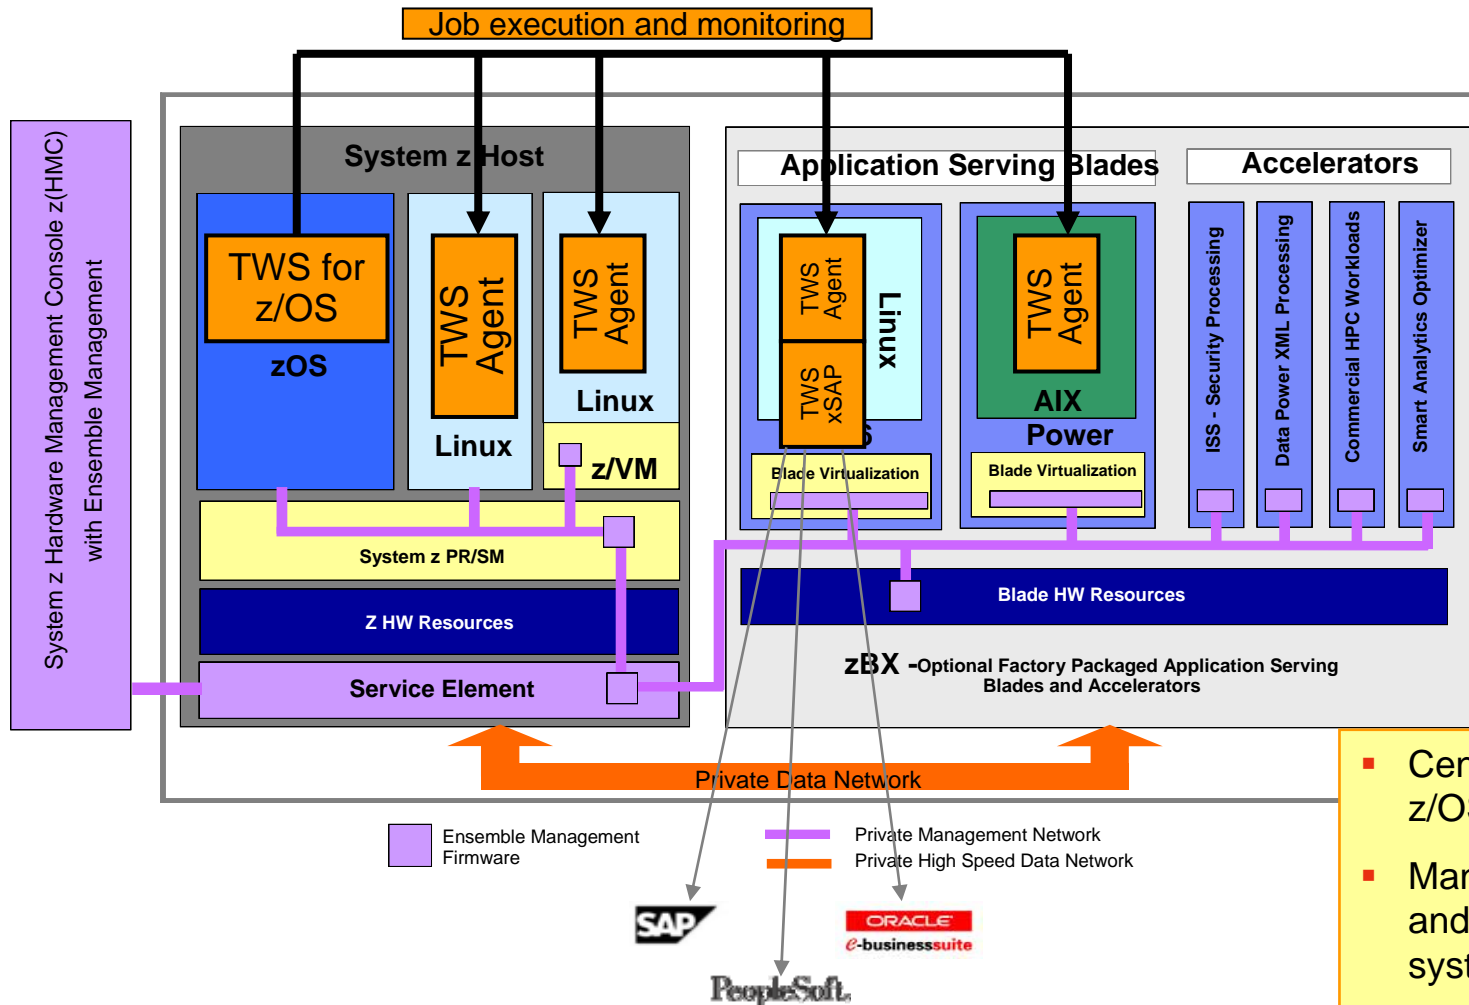 Job execution and monitoring
System z Hardware Management Console z(HMC)
with Ensemble Management
System z Host
TWS for
z/OS
zOS
TWS
Agent
Linux
TWS
Agent
Linux
z/VM
System z PR/SM
Z HW Resources
Service Element
Application Serving Blades
Accelerators
TWS
Agent
Linux
TWS
xSAP
Blade Virtualization
TWS
Agent
AIX
Power
Blade Virtualization
ISS - Security Processing
Data Power XML Processing
Commercial HPC Workloads
Smart Analytics Optimizer
Blade HW Resources
zBX -Optional Factory Packaged Application Serving
Blades and Accelerators
Private Data Network
Ensemble Management
Firmware
Private Management Network
Private High Speed Data Network
SAP
ORACLE
e-businesssuite
PeopleSoft.
z/OS
and